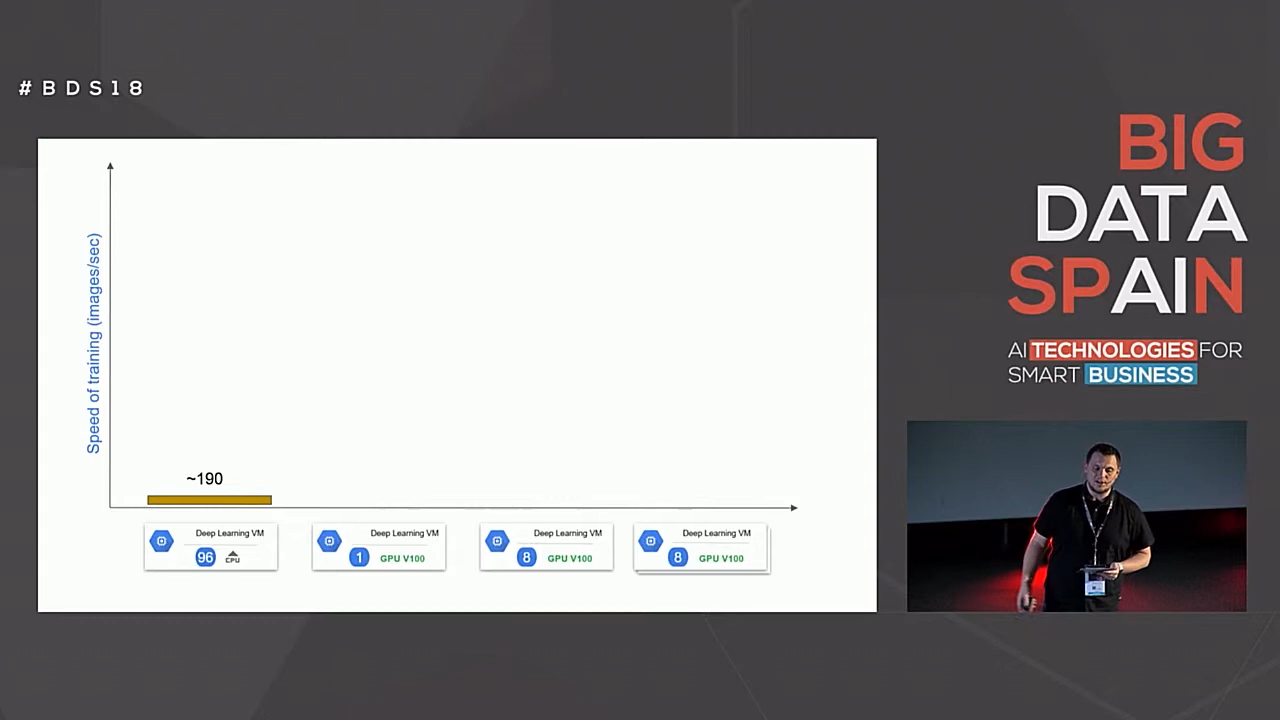 #BDS18
BIG
DATA
SPAIN
AI TECHNOLOGIES FOR
SMART BUSINESS
Speed of training (images/sec)
~190
Deep Learning VM
96 CPU
Deep Learning VM
1 GPU V100
Deep Learning VM
8 GPU V100
Deep Learning VM
8 GPU V100